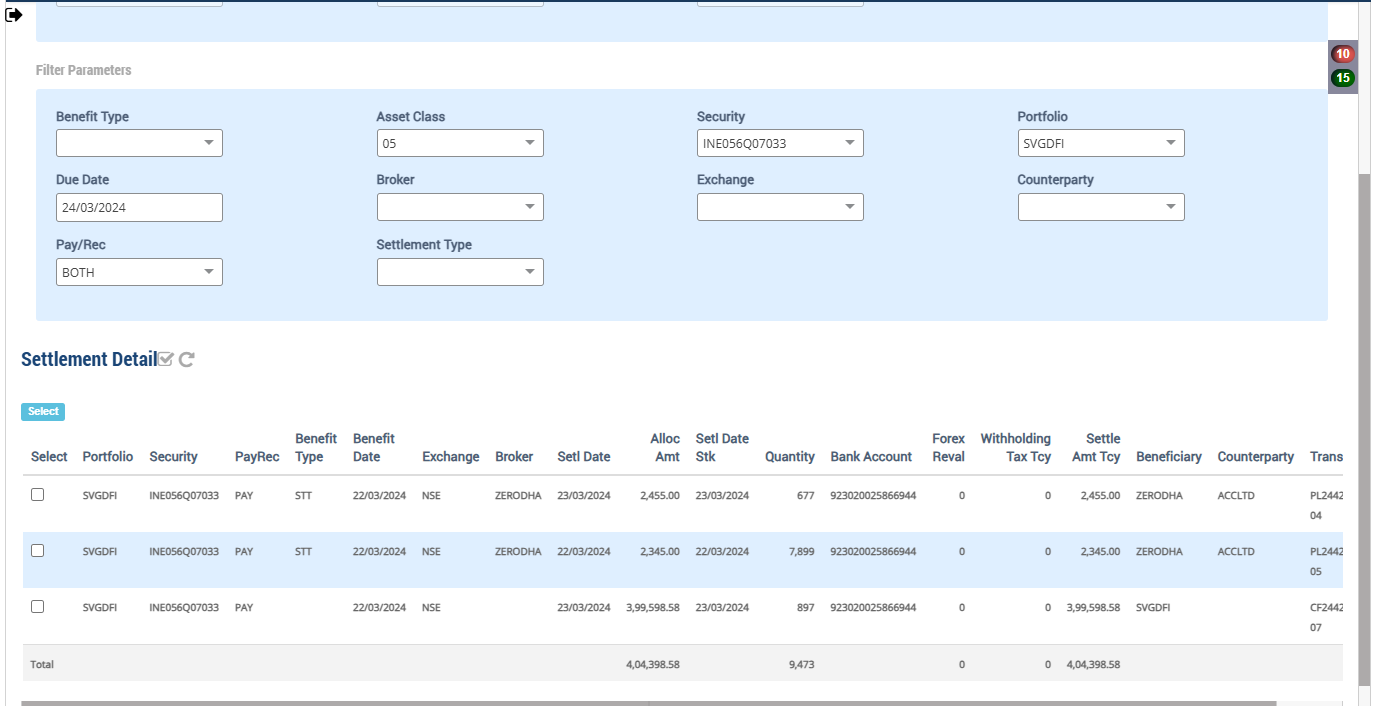 10
15
Filter Parameters
Benefit Type Asset Class Security Portfolio
05 INE056Q07033 SVGDFI
Due Date Broker Exchange Counterparty
24/03/2024
Pay/Rec Settlement Type
BOTH
Settlement Detail
Select
Select Portfolio Security PayRec Benefit Type Benefit Date Exchange Broker Setl Date Alloc Amt Setl Date Stk Quantity Bank Account Forex Reval Withholding Tax Tcy Settle Amt Tcy Beneficiary Counterparty Trans
SVGDFI INE056Q07033 PAY STT 22/03/2024 NSE ZERODHA 23/03/2024 2,455.00 23/03/2024 677 923020025866944 0 0 2,455.00 ZERODHA ACCLTD PL2442
04
SVGDFI INE056Q07033 PAY STT 22/03/2024 NSE ZERODHA 22/03/2024 2,345.00 22/03/2024 7,899 923020025866944 0 0 2,345.00 ZERODHA ACCLTD PL2442
05
SVGDFI INE056Q07033 PAY 22/03/2024 NSE 23/03/2024 3,99,598.58 23/03/2024 897 923020025866944 0 0 3,99,598.58 SVGDFI CF2442
07
Total 4,04,398.58 9,473 0 0 4,04,398.58